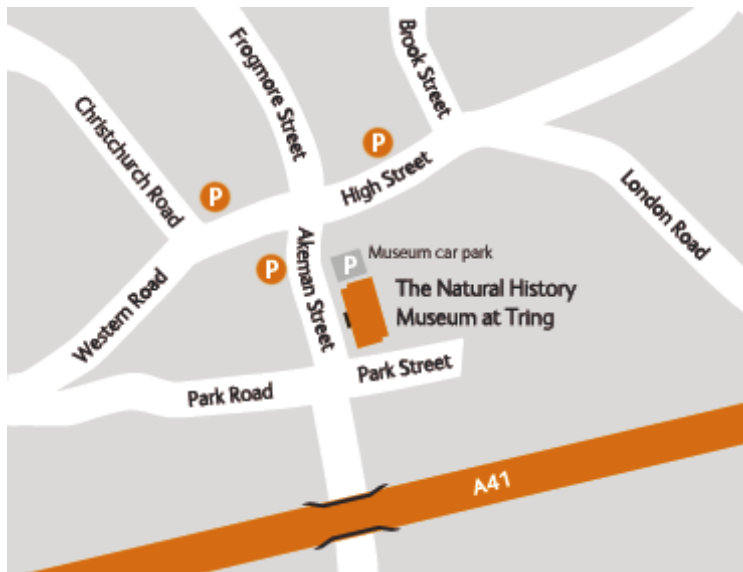 Frogmore Street
Brook Street
Christchurch Road
P
P
High Street
London Road
Akeman Street
P
P
Museum car park
The Natural History
Museum at Tring
Western Road
Park Road
Park Street
A41